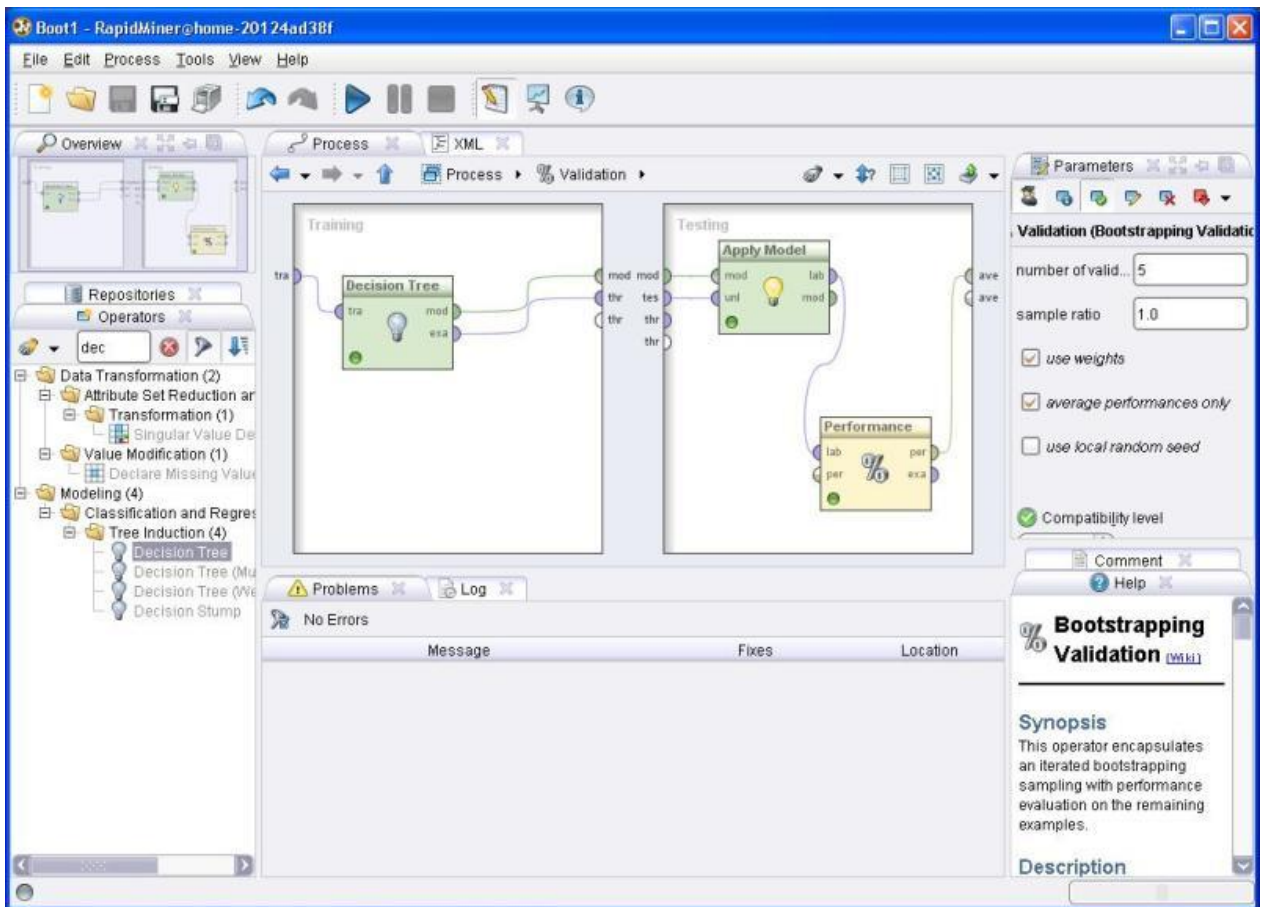 Boot1 - RapidMiner@home-20124ad38f
File Edit Process Tools View Help
Overview
Process XML
Process Validation
Parameters
Validation (Bootstrapping Validatic
number of valid... 5
sample ratio 1.0
use weights
average performances only
use local random seed
Compatibility level
Repositories
Operators
dec
Data Transformation (2)
Attribute Set Reduction ar
Transformation (1)
Singular Value De
Value Modification (1)
Declare Missing Value
Modeling (4)
Classification and Regres
Tree Induction (4)
Decision Tree
Decision Tree (Mu
Decision Tree (We
Decision Stump
Training
tra
Decision Tree
tra mod
exa
mod
thr
thr
Testing
mod
tes
thr
thr
Apply Model
mod lab
unl mod
Performance
lab per
per exa
ave
ave
Problems Log
No Errors
Message Fixes Location
Comment
Help
Bootstrapping
Validation (Wiki)
Synopsis
This operator encapsulates
an iterated bootstrapping
sampling with performance
evaluation on the remaining
examples.
Description